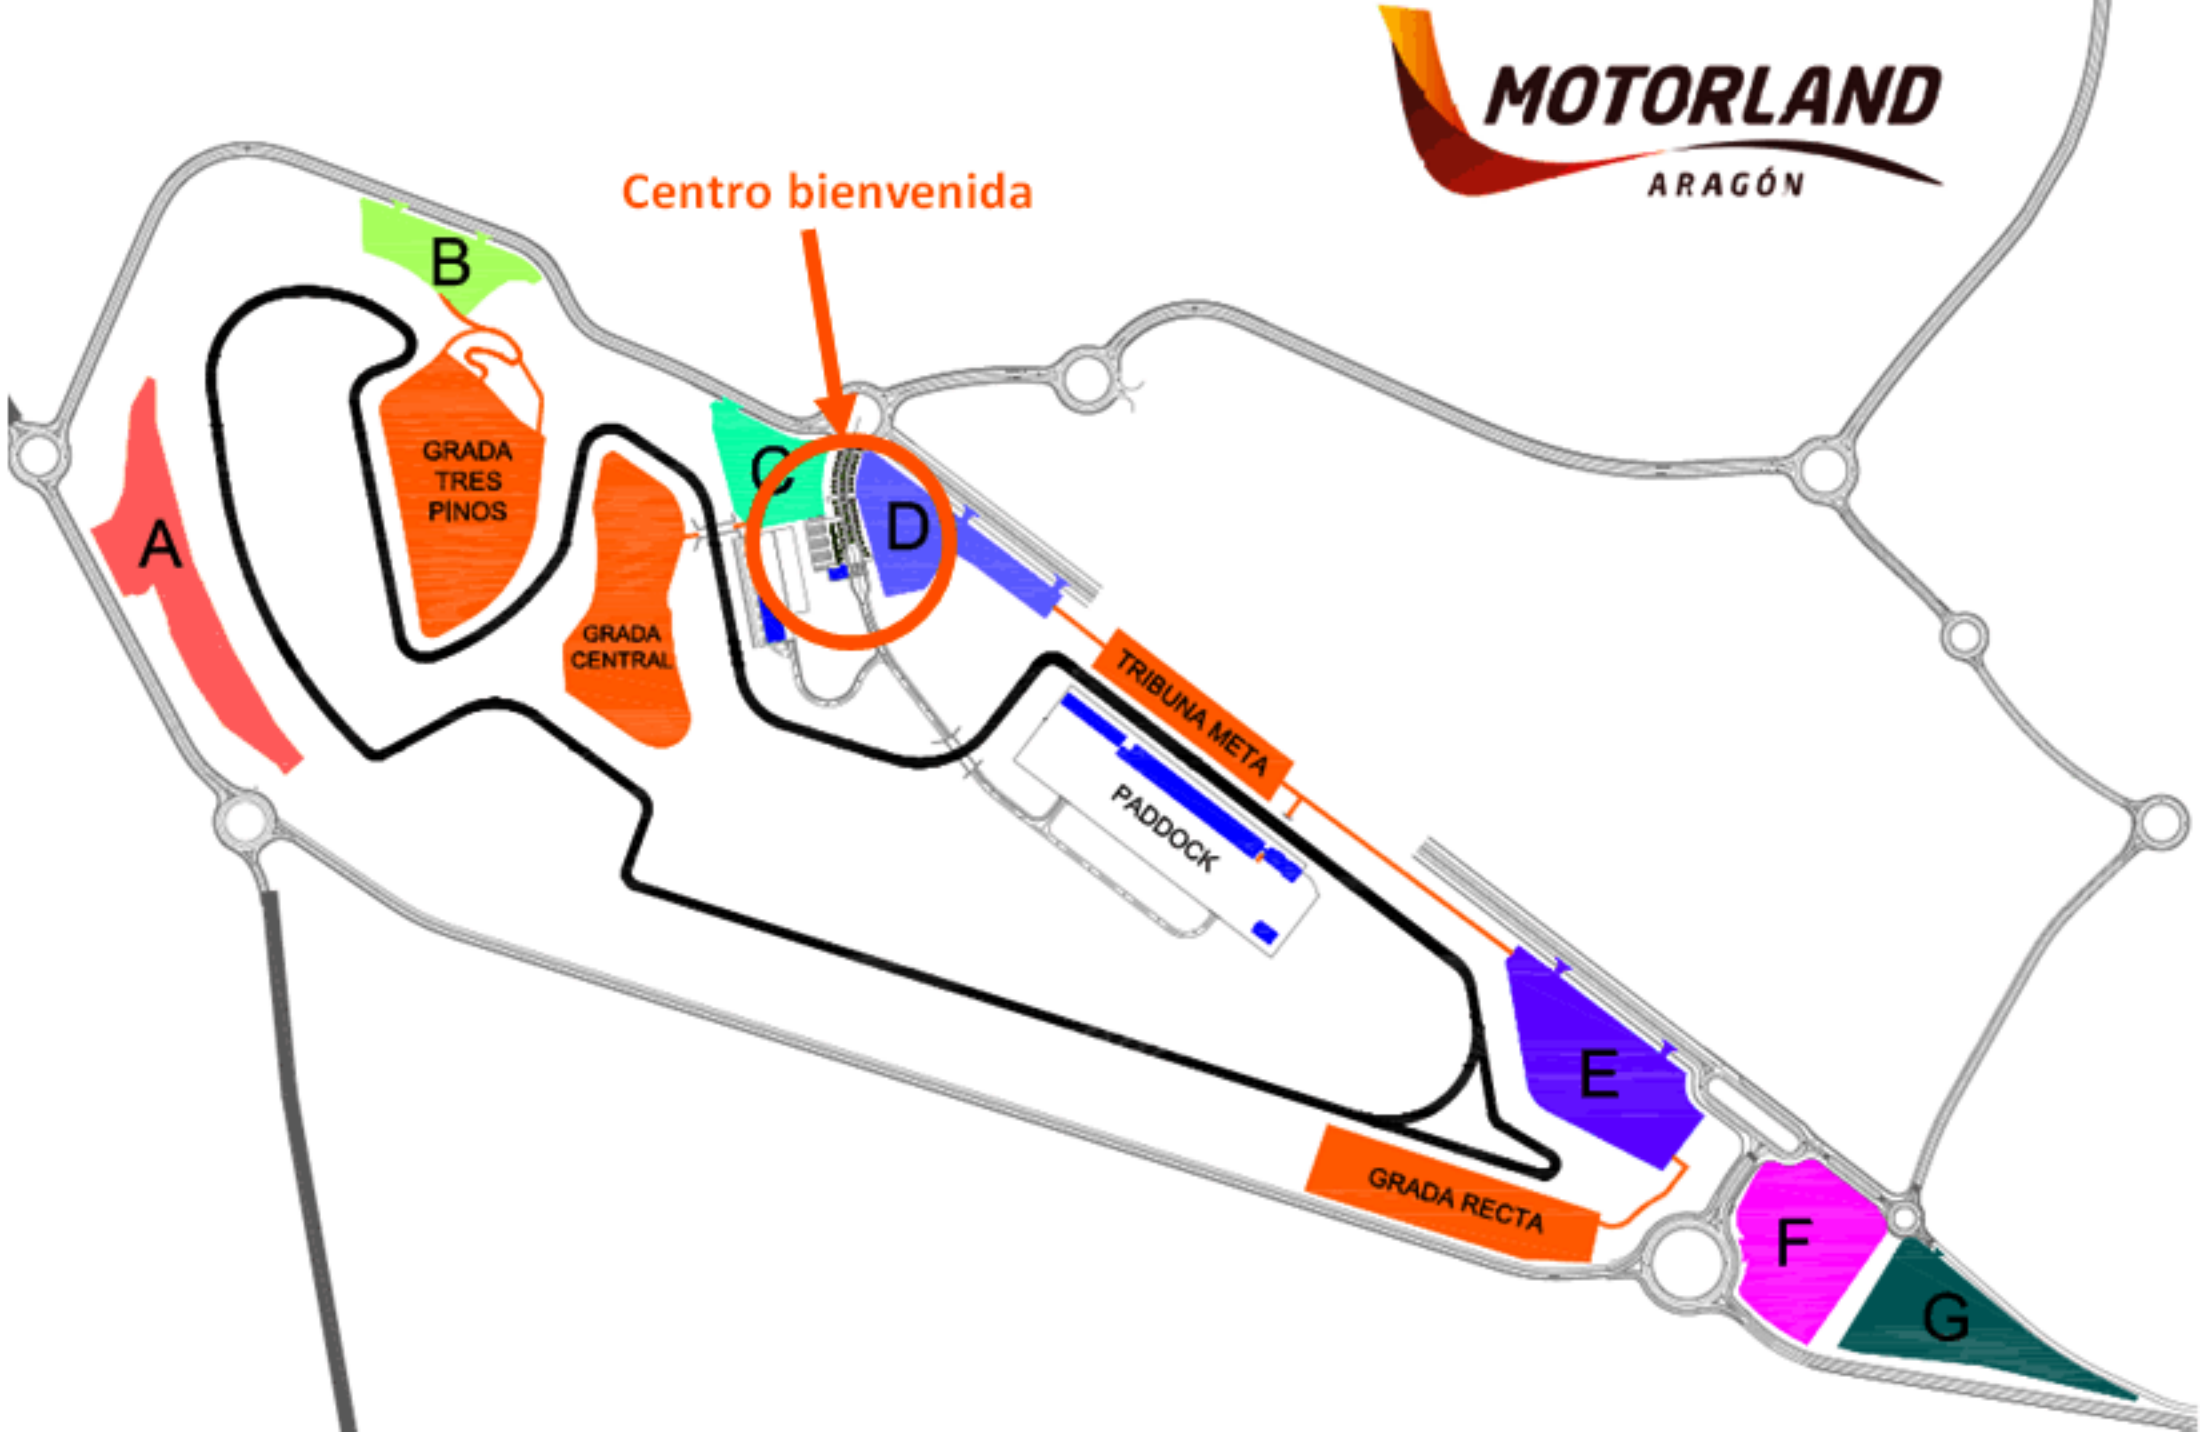 MOTORLAND
ARAGÓN
Centro bienvenida
B
GRADA
TRES
PINOS
C
D
A
GRADA
CENTRAL
TRIBUNA META
PADDOCK
E
GRADA RECTA
F
G